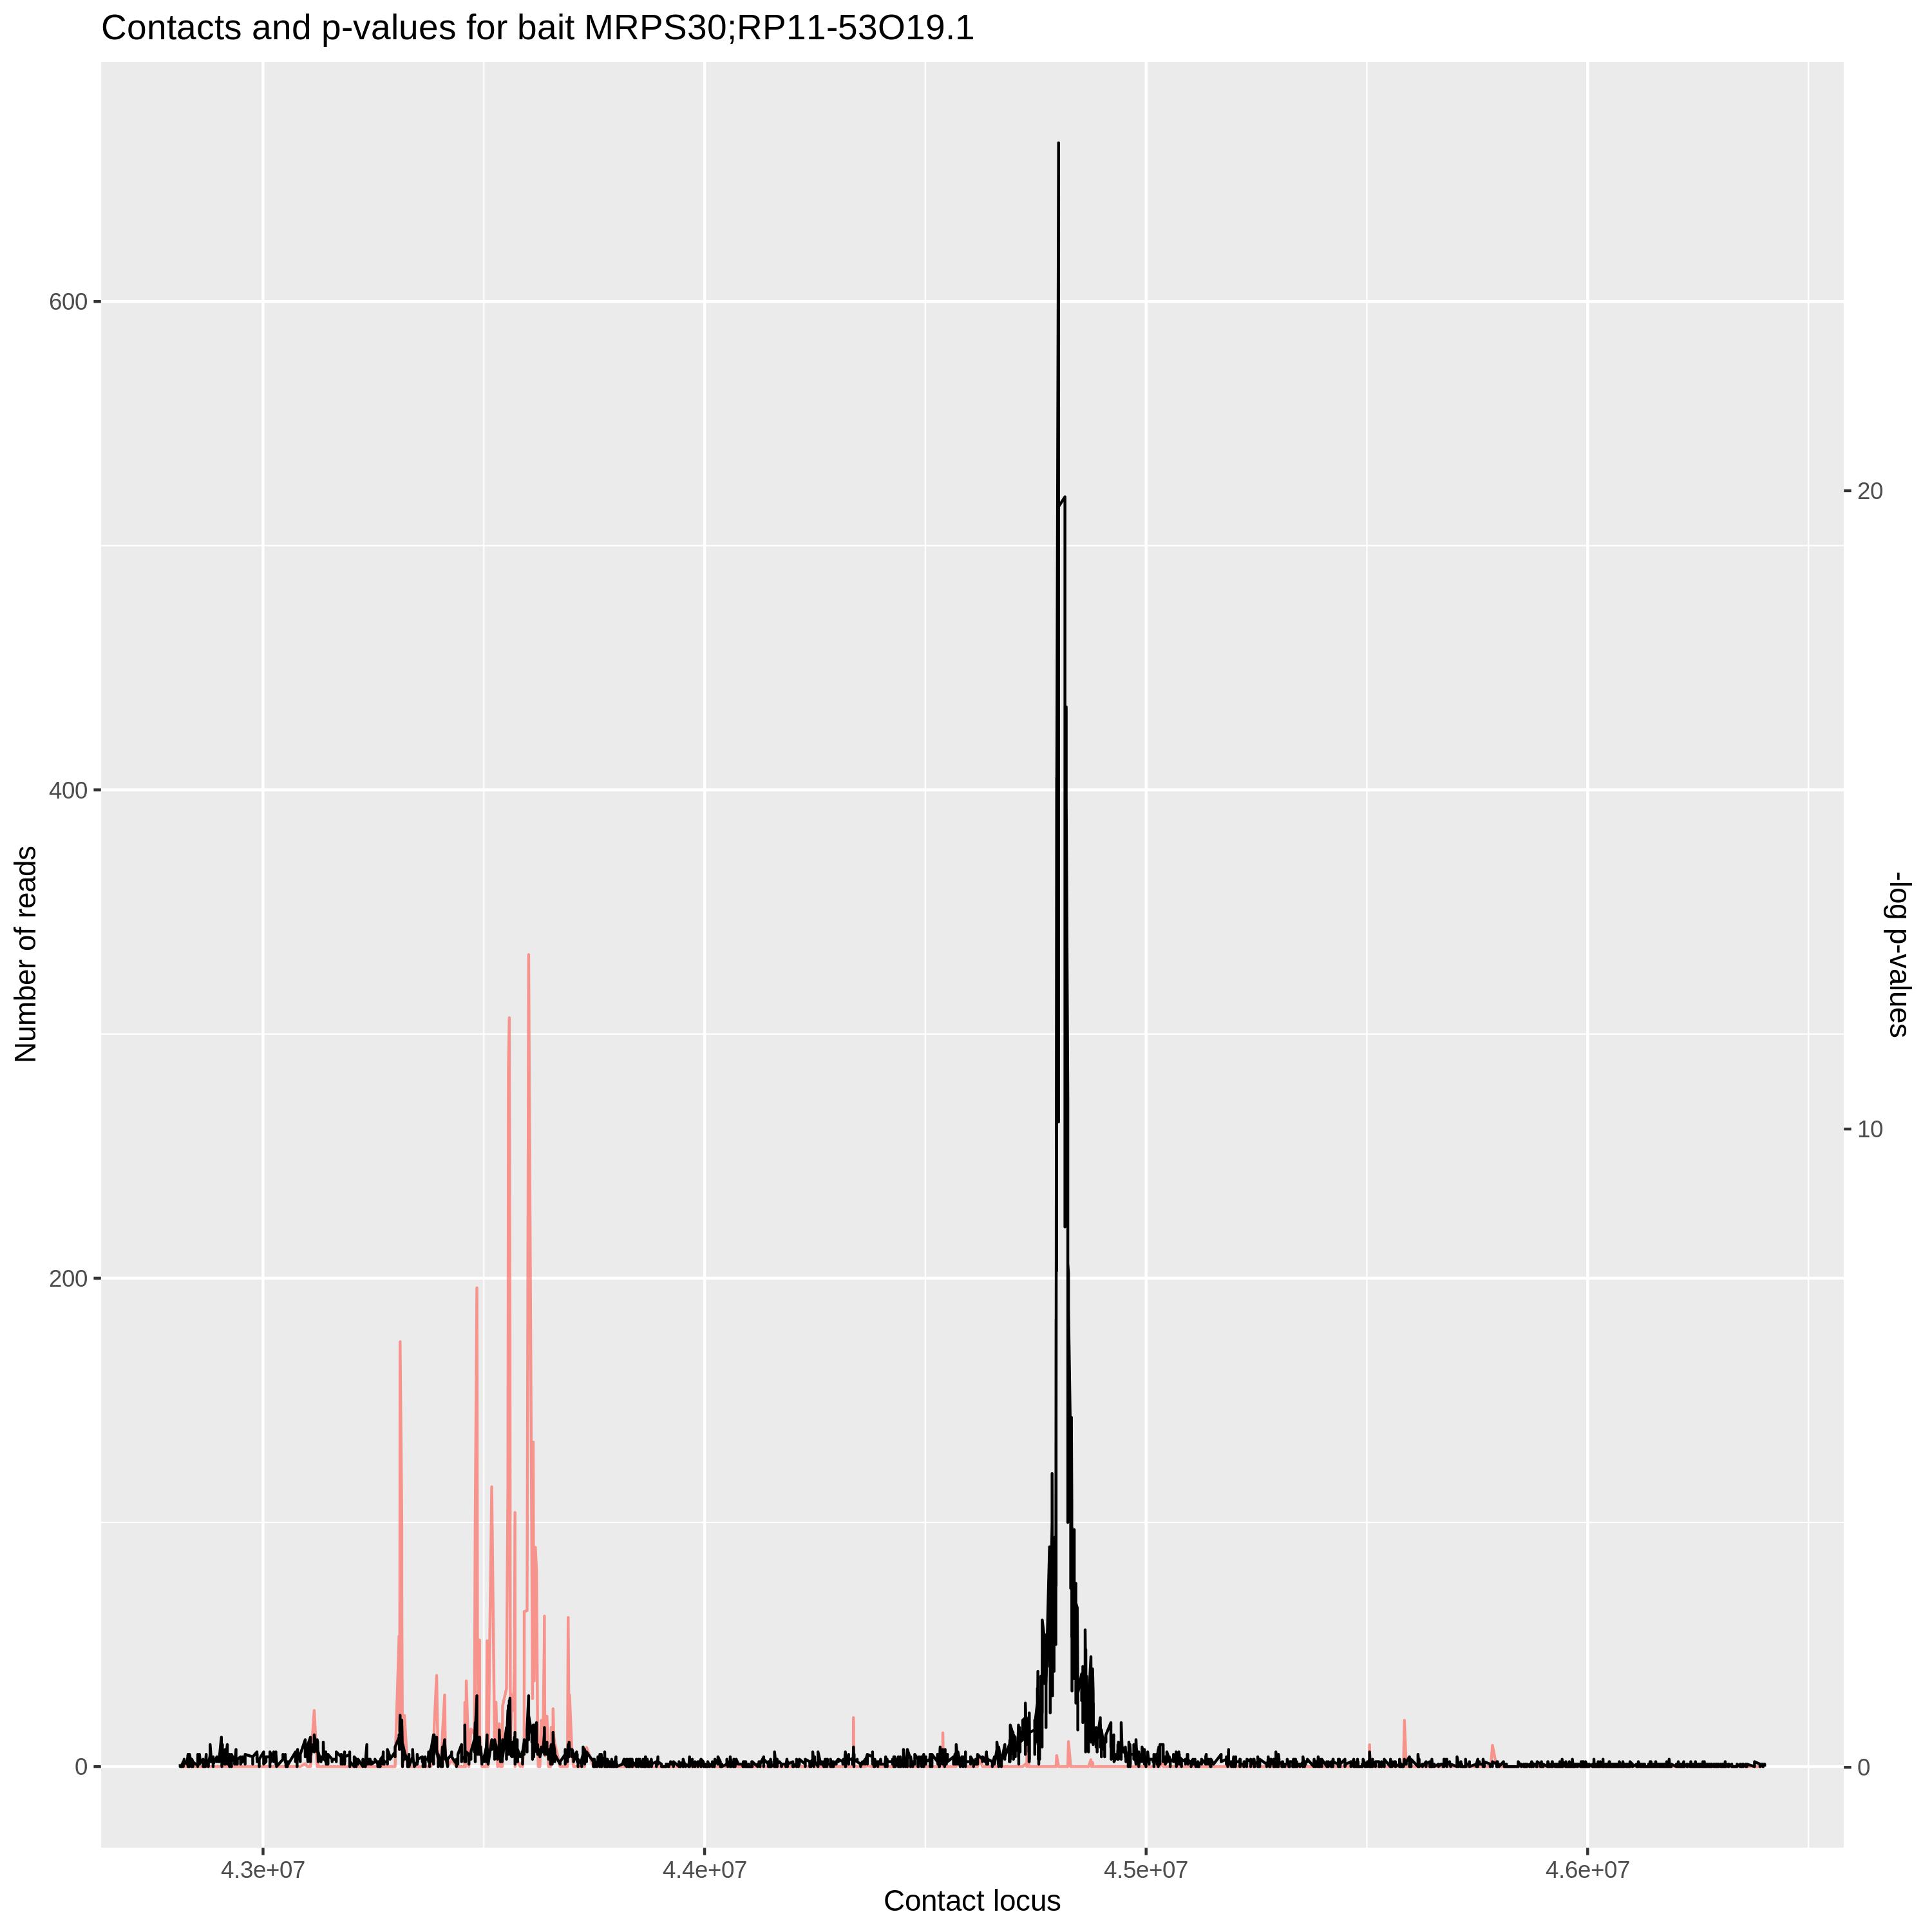 Contacts and p-values for bait MRPS30;RP11-53O19.1
600
400
200
0
Number of reads
20
10
0
-log p-values
4.3e+07
4.4e+07
4.5e+07
4.6e+07
Contact locus